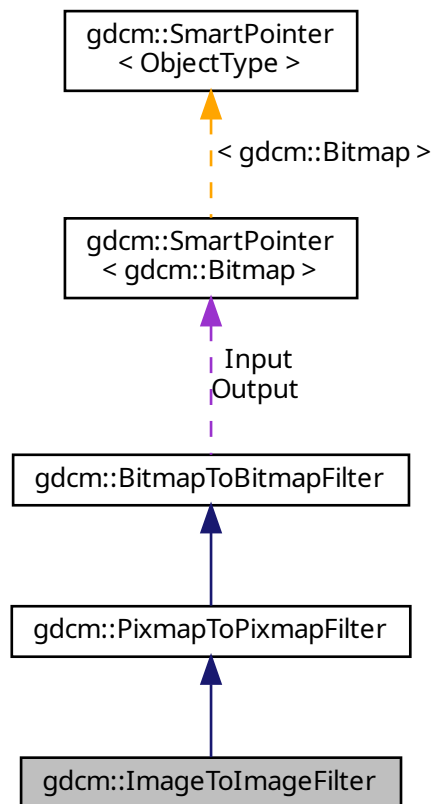 gdcm::SmartPointer
< ObjectType >
< gdcm::Bitmap >
gdcm::SmartPointer
< gdcm::Bitmap >
Input
Output
gdcm::BitmapToBitmapFilter
gdcm::PixmapToPixmapFilter
gdcm::ImageToImageFilter